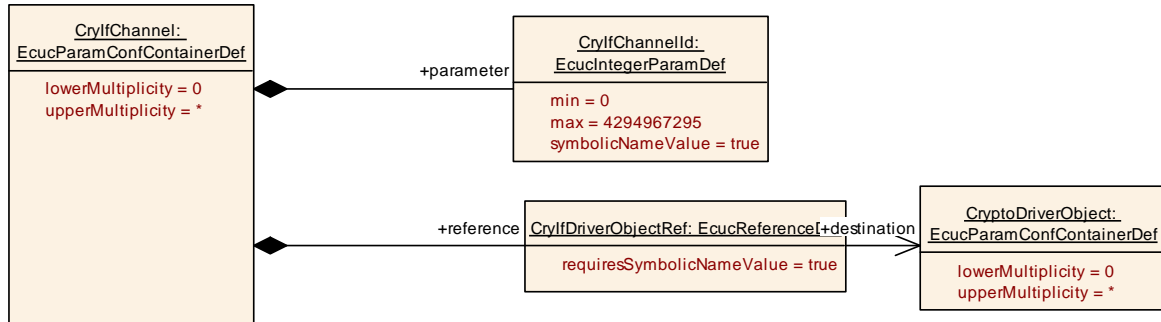 CryIfChannel:
EcucParamConfContainerDef
lowerMultiplicity = 0
upperMultiplicity = *
+parameter
CryIfChannelId:
EcucIntegerParamDef
min = 0
max = 4294967295
symbolicNameValue = true
+reference
CryIfDriverObjectRef: EcucReference
+destination
requiresSymbolicNameValue = true
CryptoDriverObject:
EcucParamConfContainerDef
lowerMultiplicity = 0
upperMultiplicity = *